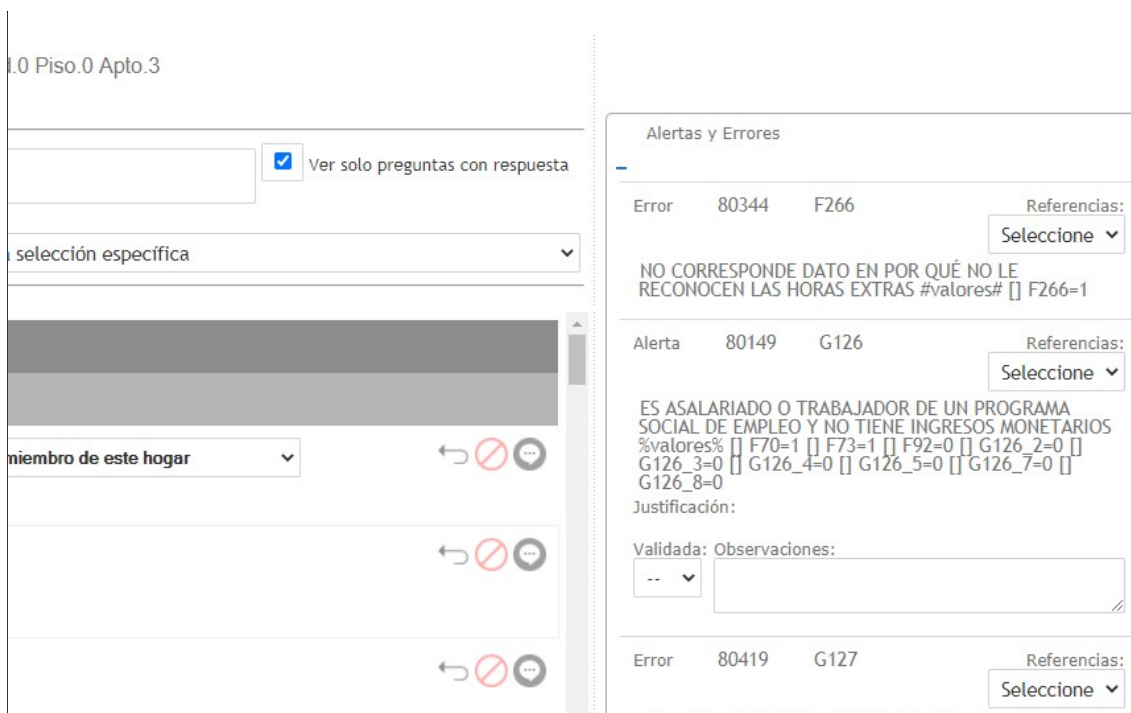 .0 Piso.0 Apto.3
Ver solo preguntas con respuesta
selección específica
miembro de este hogar
Alertas y Errores
Error 80344 F266 Referencias:
Seleccione
NO CORRESPONDE DATO EN POR QUÉ NO LE
RECONOCEN LAS HORAS EXTRAS #valores# [] F266=1
Alerta 80149 G126 Referencias:
Seleccione
ES ASALARIADO O TRABAJADOR DE UN PROGRAMA
SOCIAL DE EMPLEO Y NO TIENE INGRESOS MONETARIOS
%valores% [] F70=1 [] F73=1 [] F92=0 [] G126_2=0 []
G126_3=0 [] G126_4=0 [] G126_5=0 [] G126_7=0 []
G126_8=0
Justificación:
Validada: Observaciones:
--
Error 80419 G127 Referencias:
Seleccione